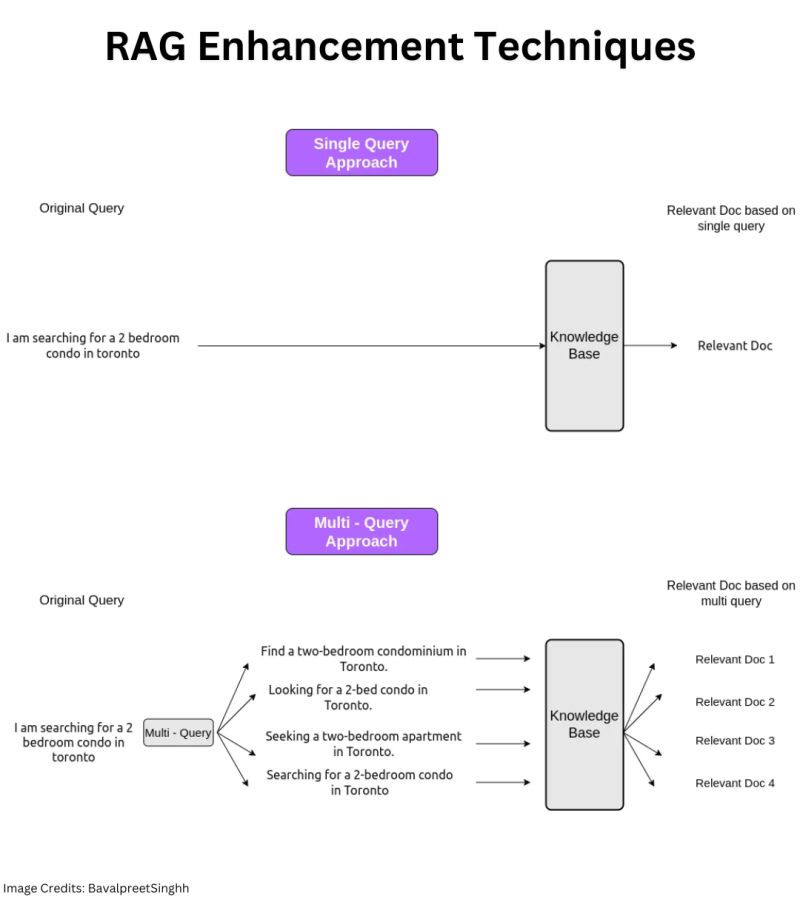 RAG Enhancement Techniques
Single Query
Approach
Original Query
Relevant Doc based on
single query
I am searching for a 2 bedroom
condo in toronto
Knowledge
Base
Relevant Doc
Multi - Query
Approach
Original Query
Relevant Doc based on
multi query
I am searching for a 2
bedroom condo in
toronto
Multi - Query
Find a two-bedroom condominium in
Toronto.
Looking for a 2-bed condo in
Toronto.
Seeking a two-bedroom apartment
in Toronto.
Searching for a 2-bedroom condo
in Toronto
Knowledge
Base
Relevant Doc 1
Relevant Doc 2
Relevant Doc 3
Relevant Doc 4
Image Credits: BavalpreetSinghh